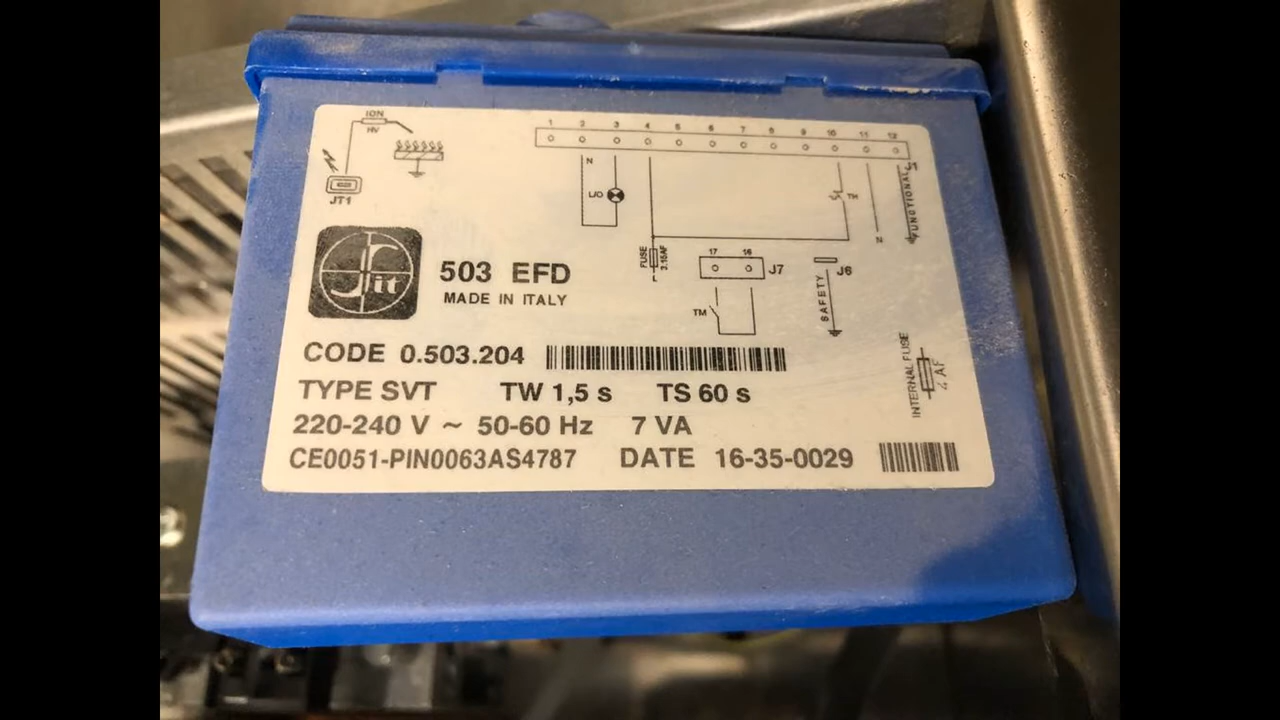 ION
HV
JT1
1 2 3 4 5 6 7 8 9 10 11 12
N
L/O
TH
N
FUNCTIONAL
FUSE
3.15AF
17 16
J7
J6
TM
SAFETY
INTERNAL FUSE
4 AF
Sit
503 EFD
MADE IN ITALY
CODE 0.503.204
TYPE SVT TW 1,5 s TS 60 s
220-240 V ~ 50-60 Hz 7 VA
CE0051-PIN0063AS4787 DATE 16-35-0029